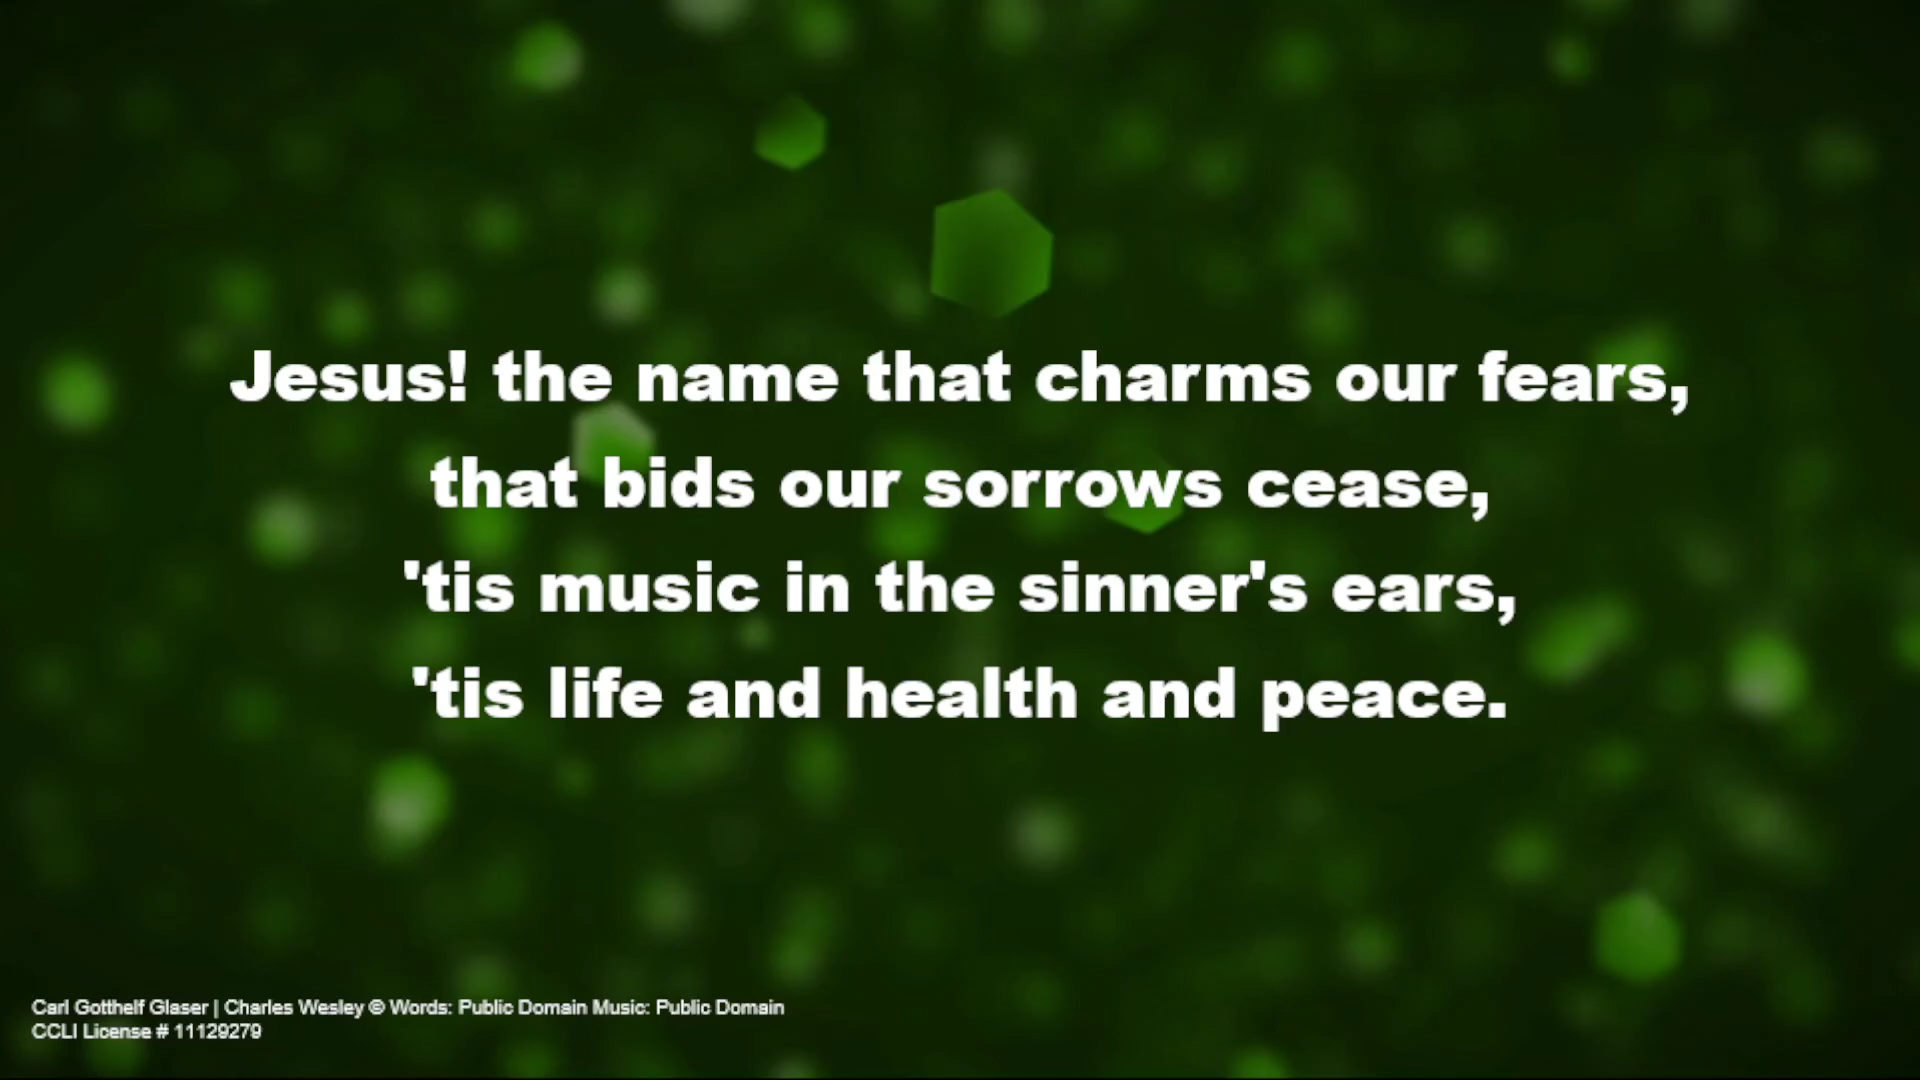 Jesus! the name that charms our fears,
that bids our sorrows cease,
'tis music in the sinner's ears,
'tis life and health and peace.
Carl Gotthelf Glaser | Charles Wesley © Words: Public Domain Music: Public Domain
CCLI License # 11129279